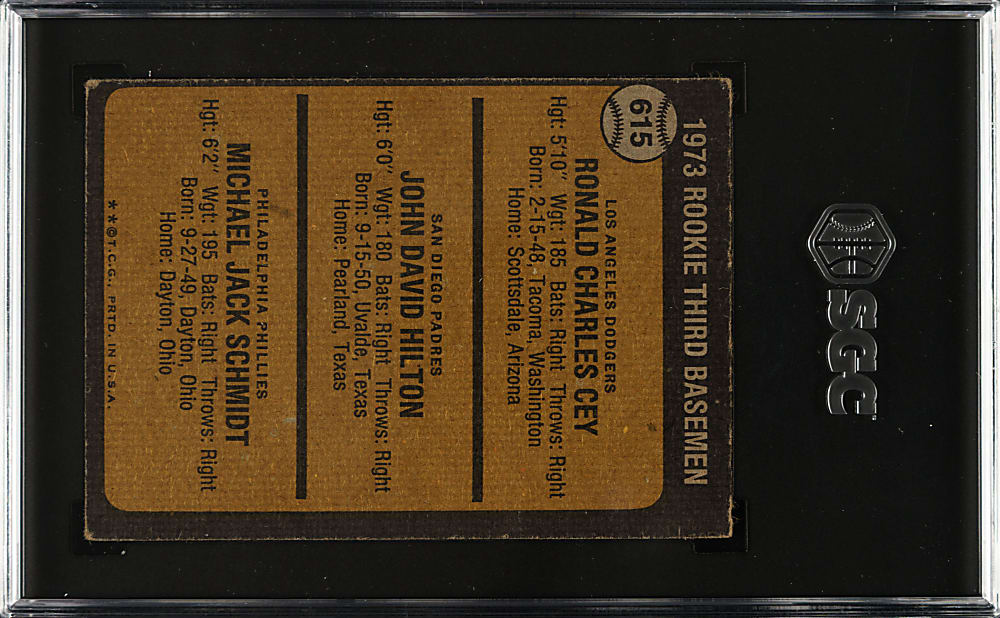 615
1973 ROOKIE THIRD BASEMEN
LOS ANGELES DODGERS
RONALD CHARLES CEY
Hgt: 5'10" Wgt: 185 Bats: Right Throws: Right
Born: 2-15-48, Tacoma, Washington
Home: Scottsdale, Arizona
SAN DIEGO PADRES
JOHN DAVID HILTON
Hgt: 6'0" Wgt: 180 Bats: Right Throws: Right
Born: 9-15-50, Uvalde, Texas
Home: Pearland, Texas
PHILADELPHIA PHILLIES
MICHAEL JACK SCHMIDT
Hgt: 6'2" Wgt: 195 Bats: Right Throws: Right
Born: 9-27-49, Dayton, Ohio
Home: Dayton, Ohio
**©T.C.G., PRTD. IN U.S.A.
SGC